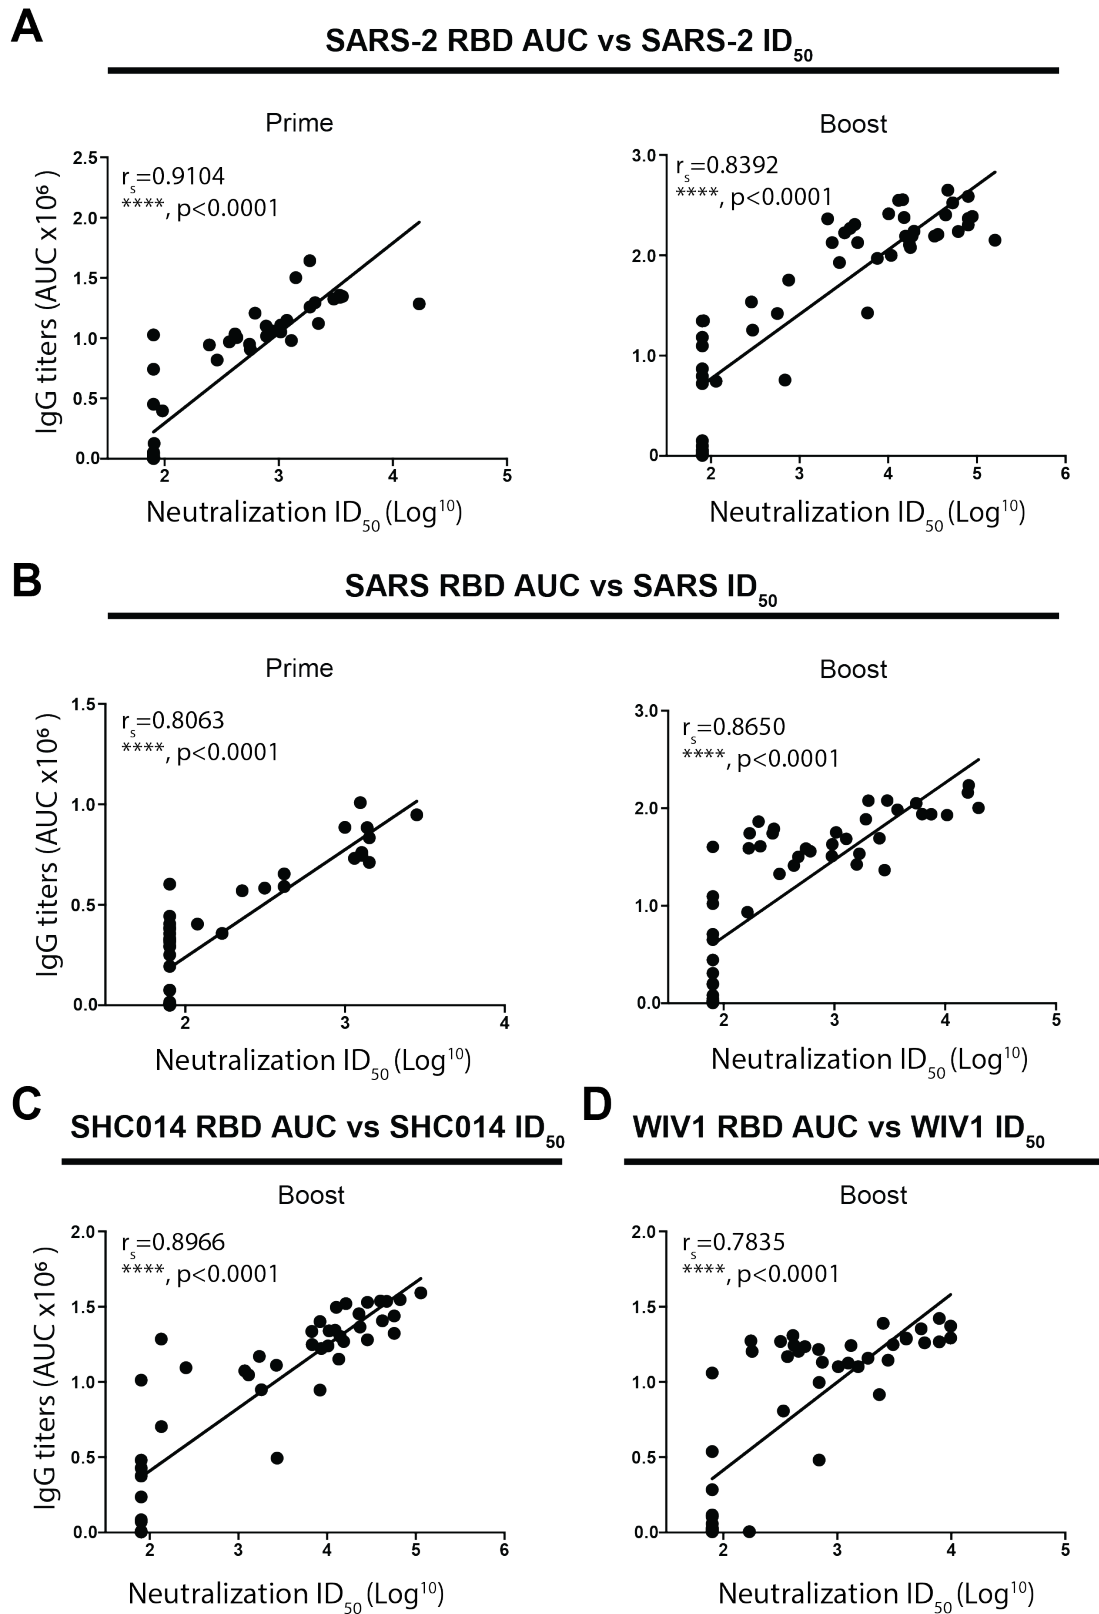 A
SARS-2 RBD AUC vs SARS-2 ID50
Prime
Boost
rs=0.9104
****, p<0.0001
IgG titers (AUC x10⁶ )
2.5
2.0
1.5
1.0
0.5
0.0
2 3 4 5
Neutralization ID50 (Log¹⁰)
rs=0.8392
****, p<0.0001
3.0
2.0
1.0
0
2 3 4 5 6
Neutralization ID50 (Log¹⁰)
B
SARS RBD AUC vs SARS ID50
Prime
Boost
rs=0.8063
****, p<0.0001
IgG titers (AUC x10⁶ )
1.5
1.0
0.5
0.0
2 3 4
Neutralization ID50 (Log¹⁰)
rs=0.8650
****, p<0.0001
3.0
2.0
1.0
0.0
2 3 4 5
Neutralization ID50 (Log¹⁰)
C
SHC014 RBD AUC vs SHC014 ID50
Boost
rs=0.8966
****, p<0.0001
IgG titers (AUC x10⁶ )
2.0
1.5
1.0
0.5
0.0
2 3 4 5 6
Neutralization ID50 (Log¹⁰)
D
WIV1 RBD AUC vs WIV1 ID50
Boost
rs=0.7835
****, p<0.0001
2.0
1.5
1.0
0.5
0.0
2 3 4 5
Neutralization ID50 (Log¹⁰)